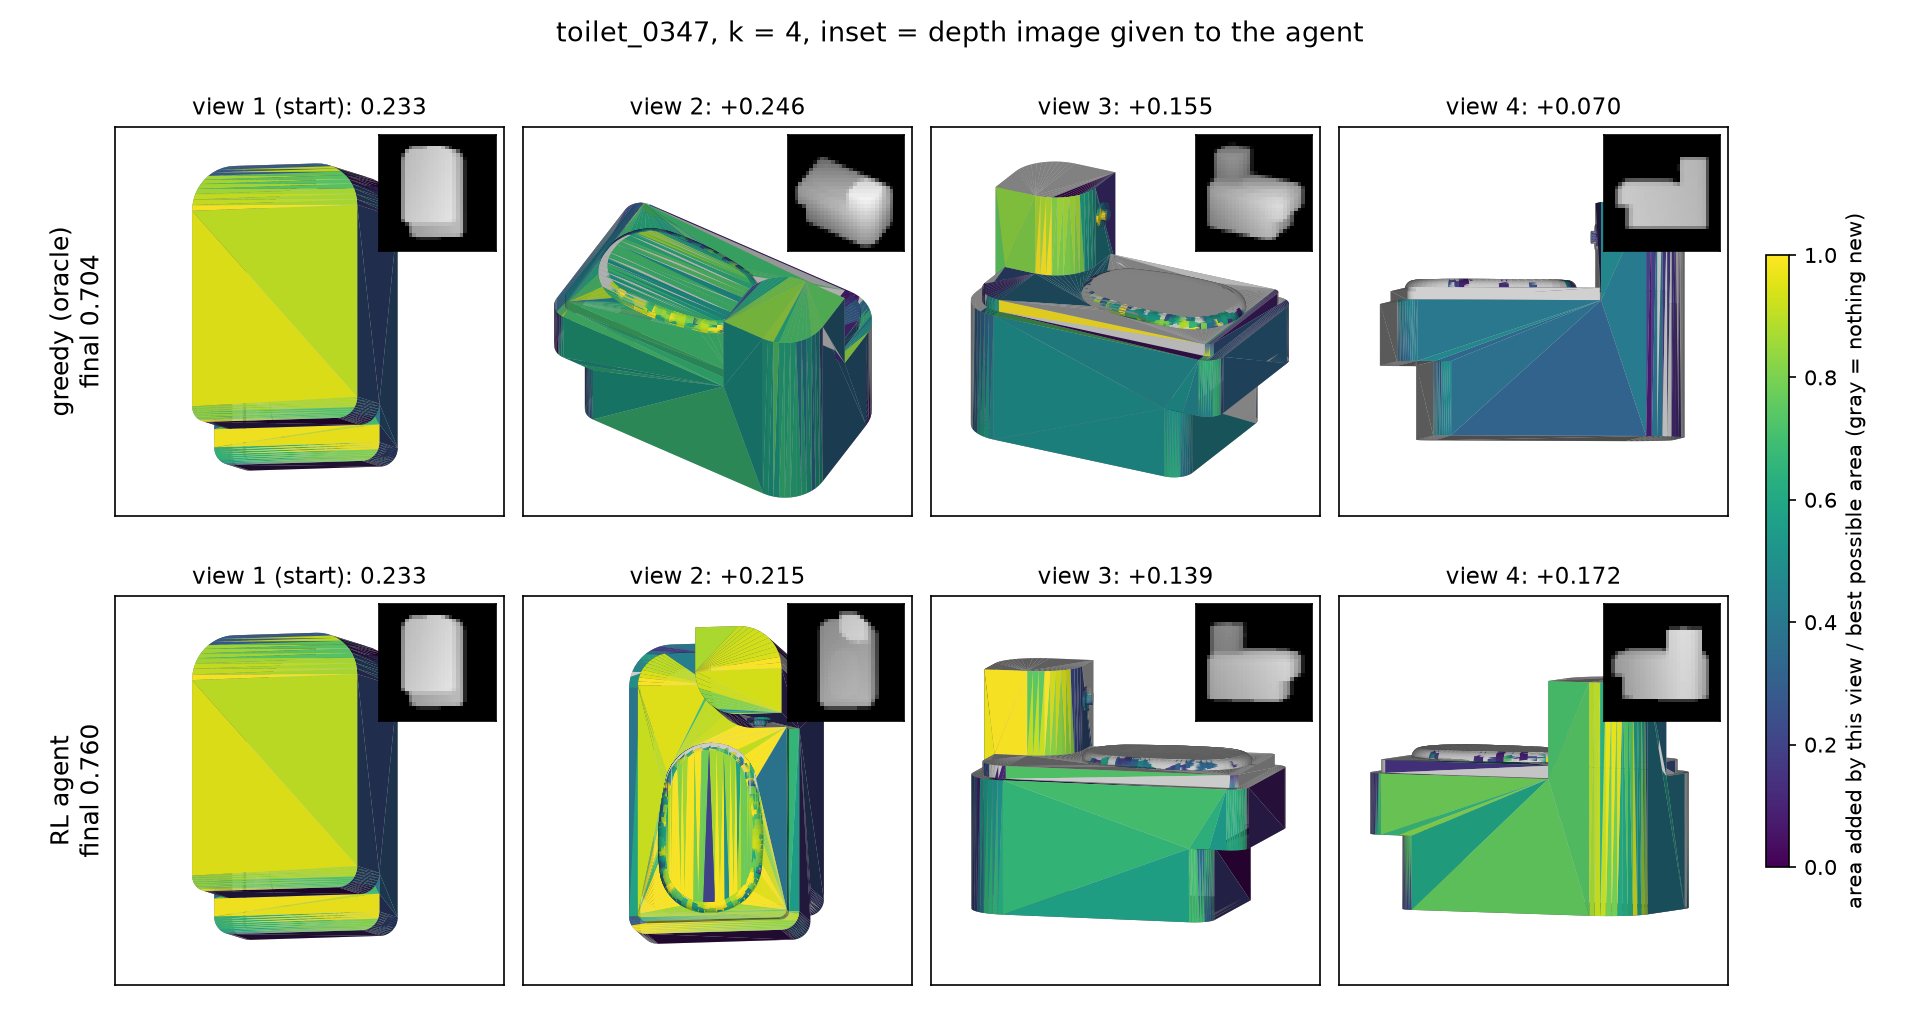 toilet_0347, k = 4, inset = depth image given to the agent
view 1 (start): 0.233
view 2: +0.246
view 3: +0.155
view 4: +0.070
greedy (oracle)
final 0.704
view 1 (start): 0.233
view 2: +0.215
view 3: +0.139
view 4: +0.172
RL agent
final 0.760
1.0
0.8
0.6
0.4
0.2
0.0
area added by this view / best possible area (gray = nothing new)